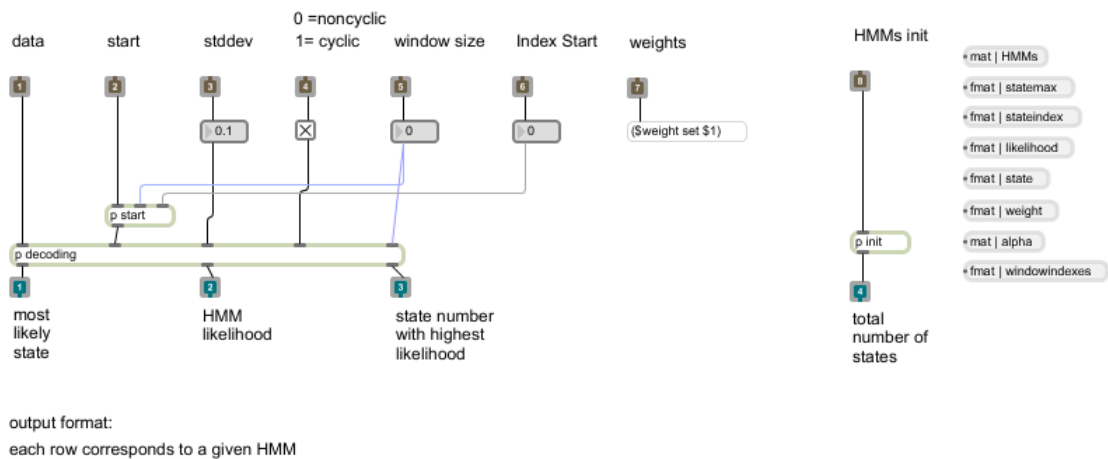 0 =noncyclic
data
start
stddev
1= cyclic
window size
Index Start
weights
HMMs init
mat | HMMs
1
2
3
4
5
6
7
8
fmat | statemax
fmat | stateindex
0.1
0
0
($weight set $1)
fmat | likelihood
fmat | state
p start
fmat | weight
p init
mat | alpha
p decoding
fmat | windowindexes
1
2
3
4
most
likely
state
HMM
likelihood
state number
with highest
likelihood
total
number of
states
output format:
each row corresponds to a given HMM